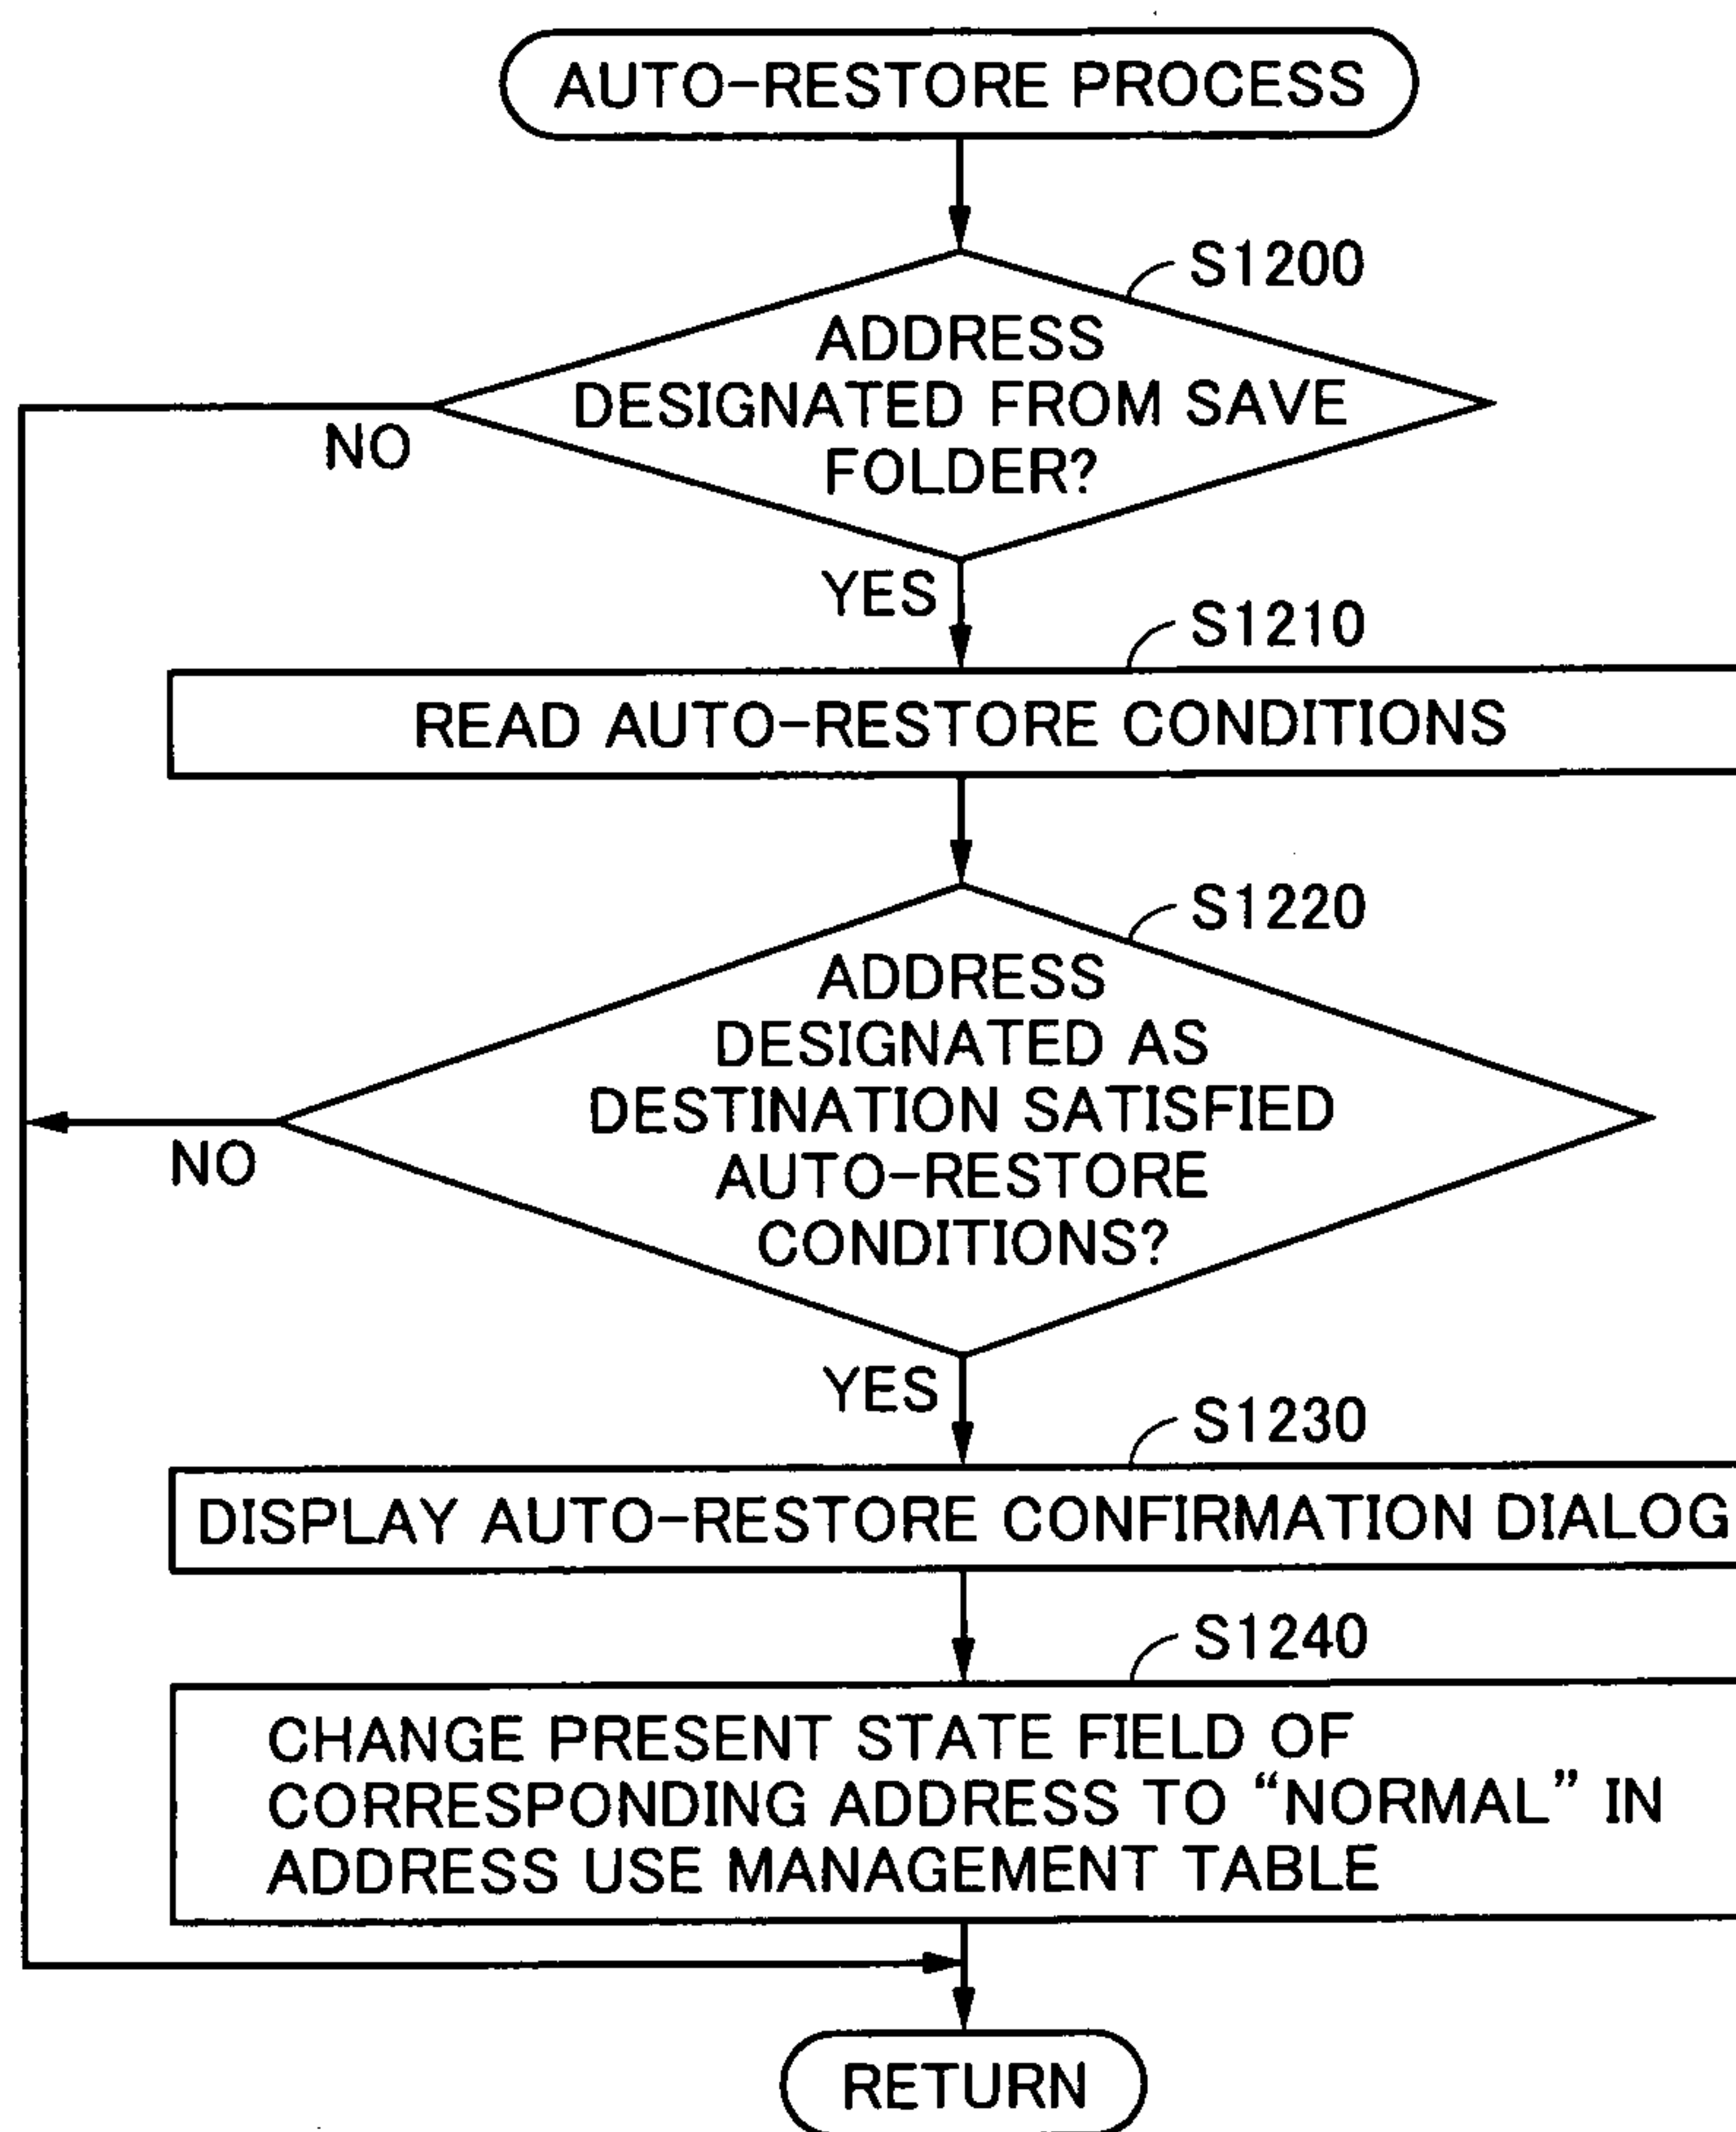 AUTO-RESTORE PROCESS
S1200
ADDRESS
DESIGNATED FROM SAVE
FOLDER?
NO
YES
S1210
READ AUTO-RESTORE CONDITIONS
S1220
ADDRESS
DESIGNATED AS
DESTINATION SATISFIED
AUTO-RESTORE
CONDITIONS?
NO
YES
S1230
DISPLAY AUTO-RESTORE CONFIRMATION DIALOG
S1240
CHANGE PRESENT STATE FIELD OF
CORRESPONDING ADDRESS TO “NORMAL” IN
ADDRESS USE MANAGEMENT TABLE
RETURN